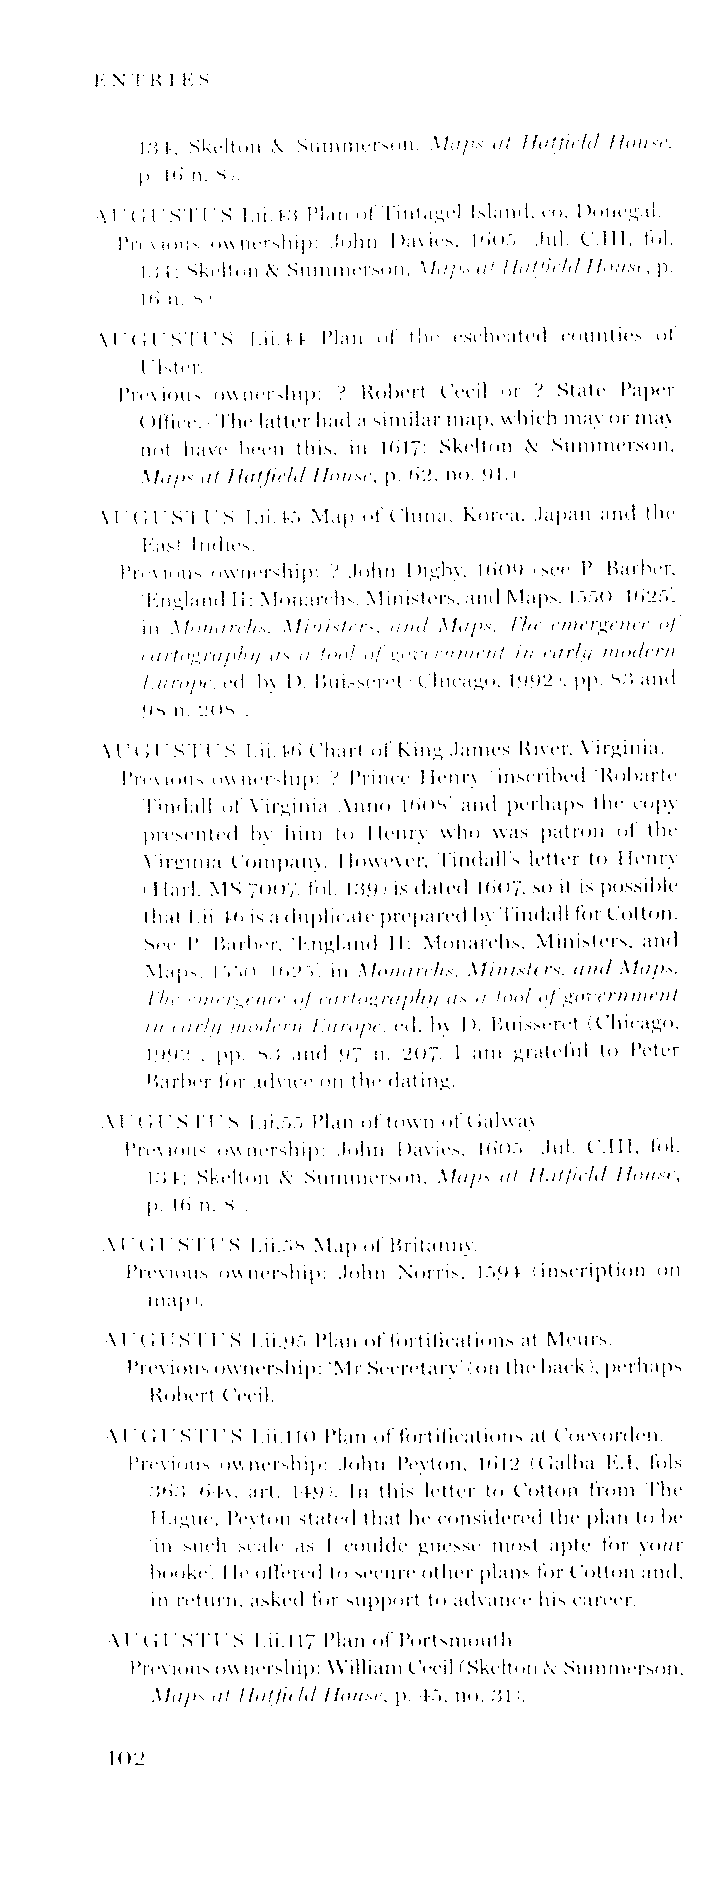 ENTRIES
134; Skelton & Summerson, Maps at Hatfield House,
p. 16 n. 8).
AUGUSTUS I.ii.43 Plan of Tintagel Island, co. Donegal.
Previous ownership: John Davies, 1605 (Jul. C.III, fol.
134; Skelton & Summerson, Maps at Hatfield House, p.
16 n. 8)
AUGUSTUS I.ii.44 Plan of the escheated counties of
Ulster.
Previous ownership: ? Robert Cecil or ? State Paper
Office. (The latter had a similar map, which may or may
not have been this, in 1617: Skelton & Summerson,
Maps at Hatfield House, p. 62, no. 91.)
AUGUSTUS I.ii.45 Map of China, Korea, Japan and the
East Indies.
Previous ownership: ? John Digby, 1609 (see P. Barber,
'England II: Monarchs, Ministers, and Maps, 1550-1625',
in Monarchs, Ministers, and Maps. The emergence of
cartography as a tool of government in early modern
Europe, ed. by D. Buisseret (Chicago, 1992), pp. 83 and
98 n. 208).
AUGUSTUS I.ii.46 Chart of King James River, Virginia.
Previous ownership: ? Prince Henry (inscribed 'Robarte
Tindall of Virginia Anno 1608' and perhaps the copy
presented by him to Henry who was patron of the
Virginia Company. However, Tindall's letter to Henry
(Harl. MS 7007, fol. 139) is dated 1607, so it is possible
that I.ii.46 is a duplicate prepared by Tindall for Cotton.
See P. Barber, 'England II: Monarchs, Ministers, and
Maps, 1550-1625', in Monarchs, Ministers, and Maps.
The emergence of cartography as a tool of government
in early modern Europe, ed. by D. Buisseret (Chicago,
1992), pp. 83 and 97 n. 207. I am grateful to Peter
Barber for advice on the dating.
AUGUSTUS I.ii.55 Plan of town of Galway
Previous ownership: John Davies, 1605 (Jul. C.III, fol.
134; Skelton & Summerson, Maps at Hatfield House,
p. 16 n. 8).
AUGUSTUS I.ii.58 Map of Britanny.
Previous ownership: John Norris, 1594 (inscription on
map).
AUGUSTUS I.ii.95 Plan of fortifications at Meurs.
Previous ownership: 'Mr Secretary' (on the back), perhaps
Robert Cecil.
AUGUSTUS I.ii.110 Plan of fortifications at Coevorden.
Previous ownership: John Peyton, 1612 (Galba E.I, fols
363-64v, art. 149). In this letter to Cotton from The
Hague, Peyton stated that he considered the plan to be
'in such scale as I coulde guesse most apte for your
booke'. He offered to secure other plans for Cotton and,
in return, asked for support to advance his career.
AUGUSTUS I.ii.117 Plan of Portsmouth
Previous ownership: William Cecil (Skelton & Summerson,
Maps at Hatfield House, p. 45, no. 31).
102